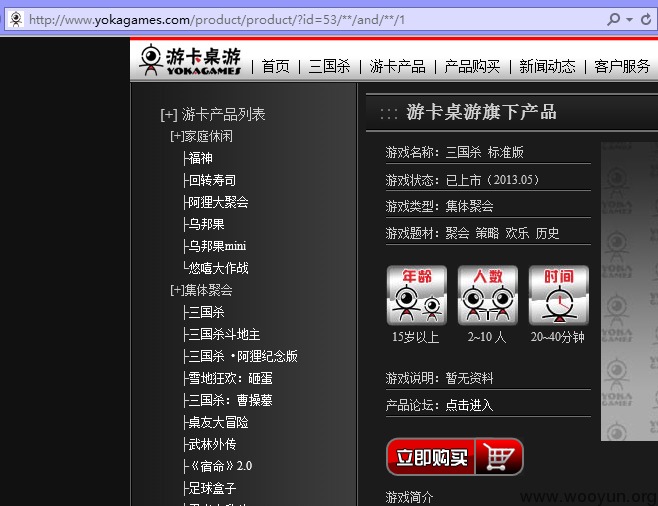 http://www.yokagames.com/product/product/?id=53/**/and/**/1
游卡桌游
YOKAGAMES
| 首页 | 三国杀 | 游卡产品 | 产品购买 | 新闻动态 | 客户服务
[+] 游卡产品列表
[+]家庭休闲
├福神
├回转寿司
├阿狸大聚会
├乌邦果
├乌邦果mini
└悠嘻大作战
[+]集体聚会
├三国杀
├三国杀斗地主
├三国杀 •阿狸纪念版
├雪地狂欢：砸蛋
├三国杀：曹操墓
├桌友大冒险
├武林外传
├《宿命》2.0
├足球盒子
::: 游卡桌游旗下产品
游戏名称：三国杀 标准版
游戏状态：已上市（2013.05）
游戏类型：集体聚会
游戏题材：聚会 策略 欢乐 历史
年龄 人数 时间
15岁以上 2~10 人 20~40分钟
游戏说明：暂无资料
产品论坛：点击进入
立即购买
游戏简介
www.wooyun.org